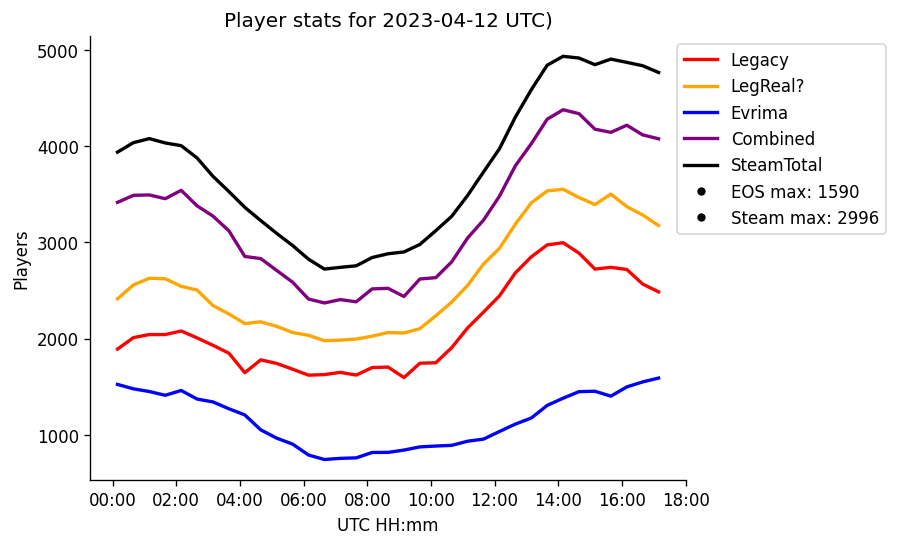 Player stats for 2023-04-12 UTC)
5000
4000
3000
2000
1000
Players
00:00 02:00 04:00 06:00 08:00 10:00 12:00 14:00 16:00 18:00
UTC HH:mm
Legacy
LegReal?
Evrima
Combined
SteamTotal
EOS max: 1590
Steam max: 2996